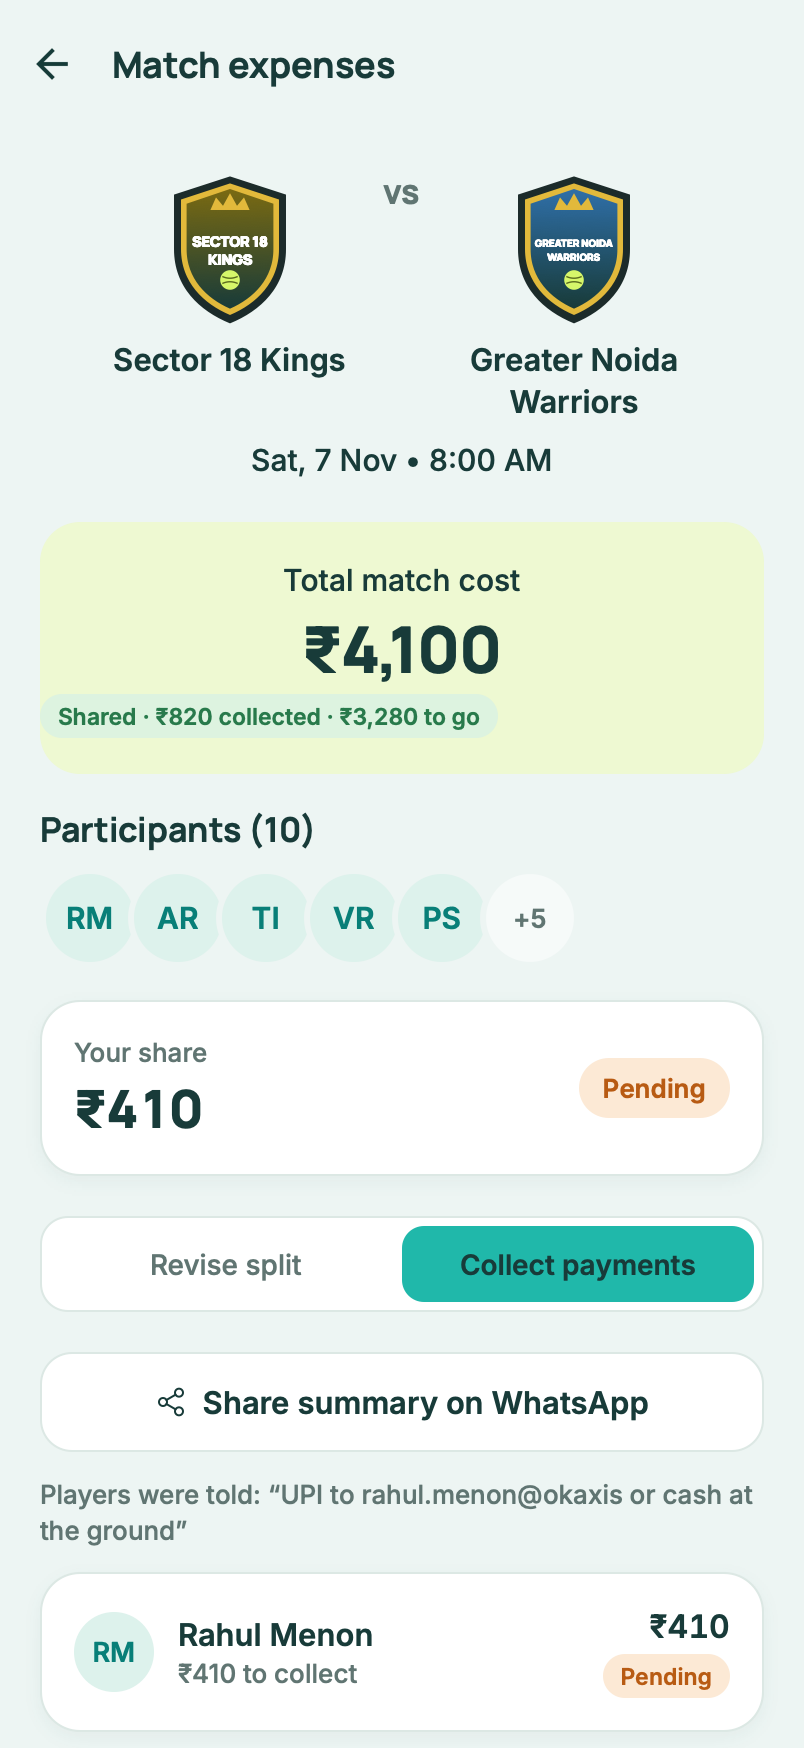 Match expenses
vs
SECTOR 18
KINGS
GREATER NOIDA
WARRIORS
Sector 18 Kings
Greater Noida
Warriors
Sat, 7 Nov • 8:00 AM
Total match cost
₹4,100
Shared · ₹820 collected · ₹3,280 to go
Participants (10)
RM AR TI VR PS +5
Your share
₹410
Pending
Revise split
Collect payments
Share summary on WhatsApp
Players were told: “UPI to rahul.menon@okaxis or cash at
the ground”
RM
Rahul Menon
₹410 to collect
₹410
Pending